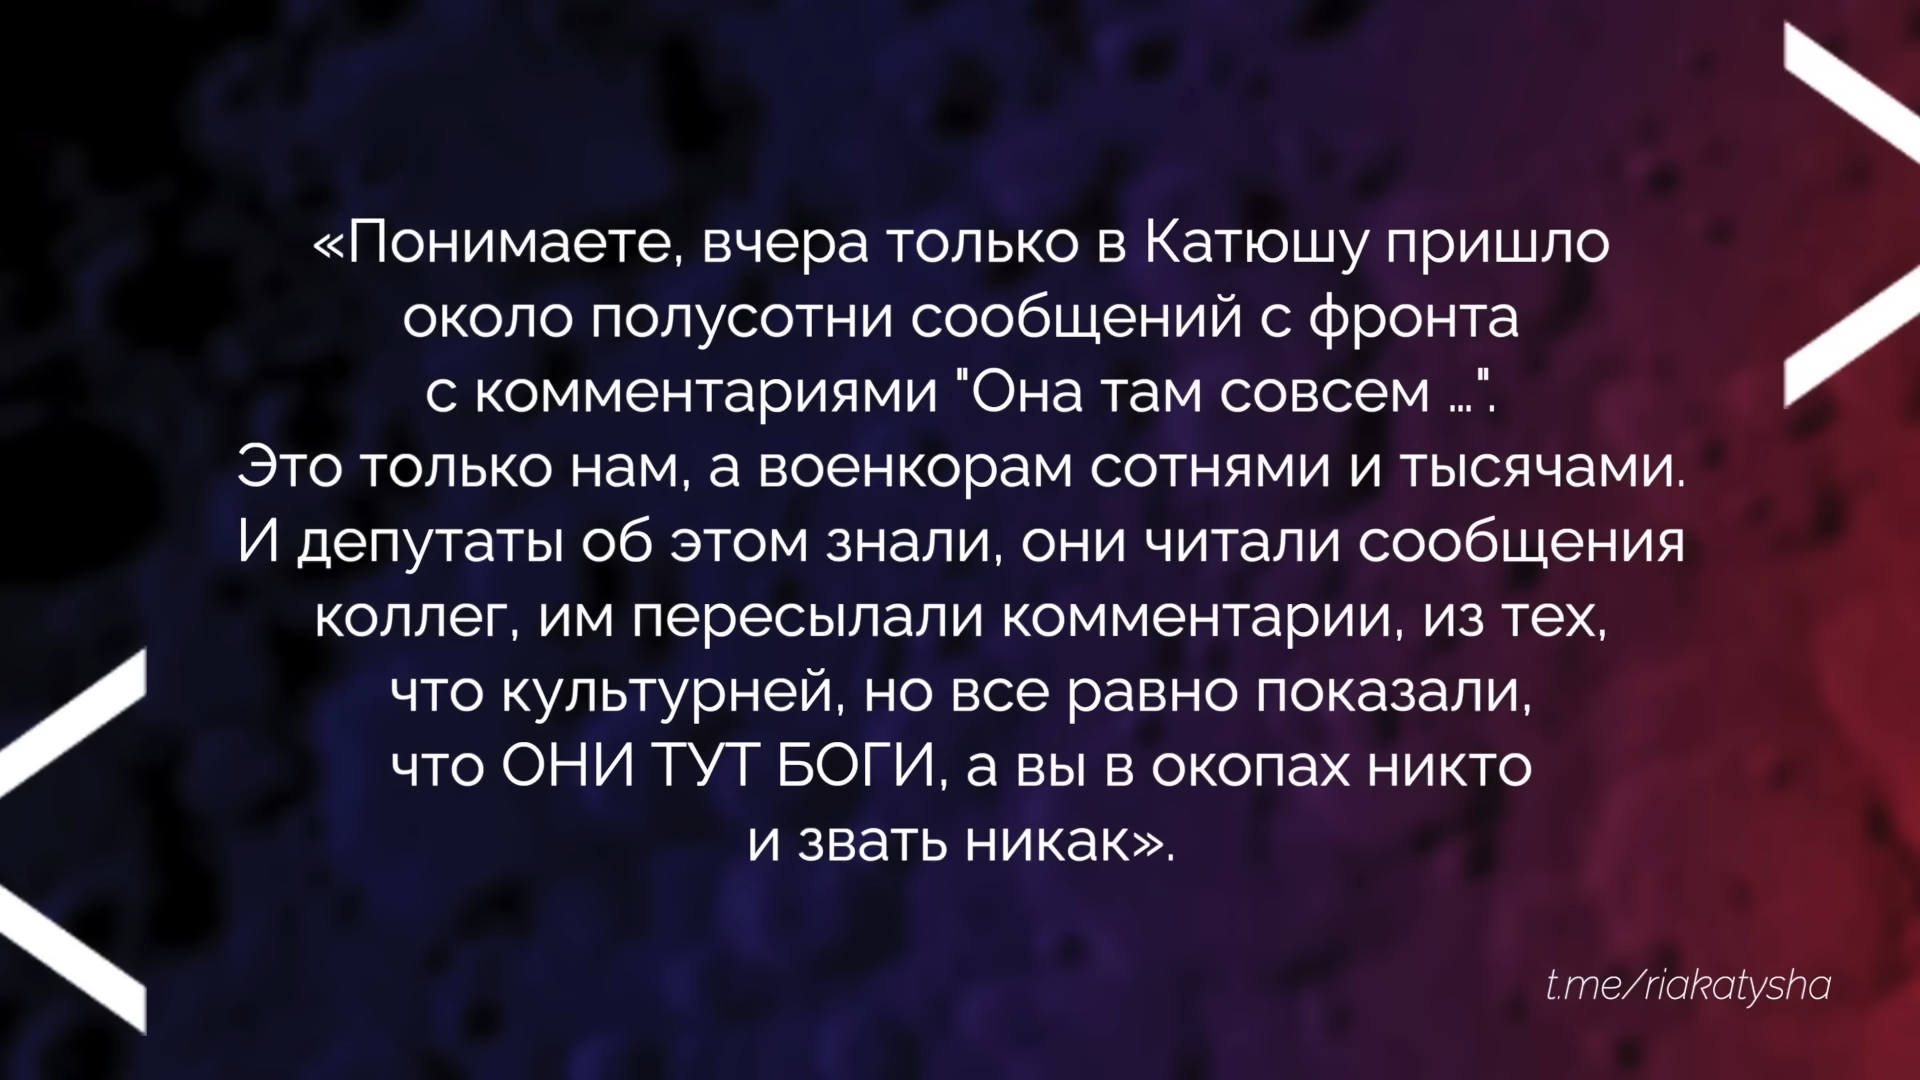 «Понимаете, вчера только в Катюшу пришло
около полусотни сообщений с фронта
с комментариями "Она там совсем ...".
Это только нам, а военкорам сотнями и тысячами.
И депутаты об этом знали, они читали сообщения
коллег, им пересылали комментарии, из тех,
что культурней, но все равно показали,
что ОНИ ТУТ БОГИ, а вы в окопах никто
и звать никак».
t.me/riakatysha